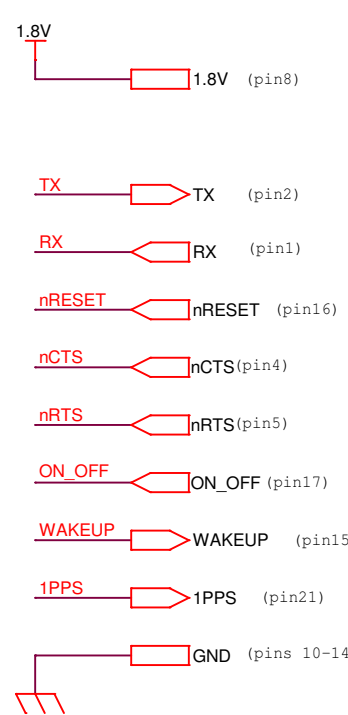 1.8V
1.8V (pin8)
TX TX (pin2)
RX RX (pin1)
nRESET nRESET (pin16)
nCTS nCTS(pin4)
nRTS nRTS(pin5)
ON_OFF ON_OFF (pin17)
WAKEUP WAKEUP (pin15
1PPS 1PPS (pin21)
GND (pins 10-14